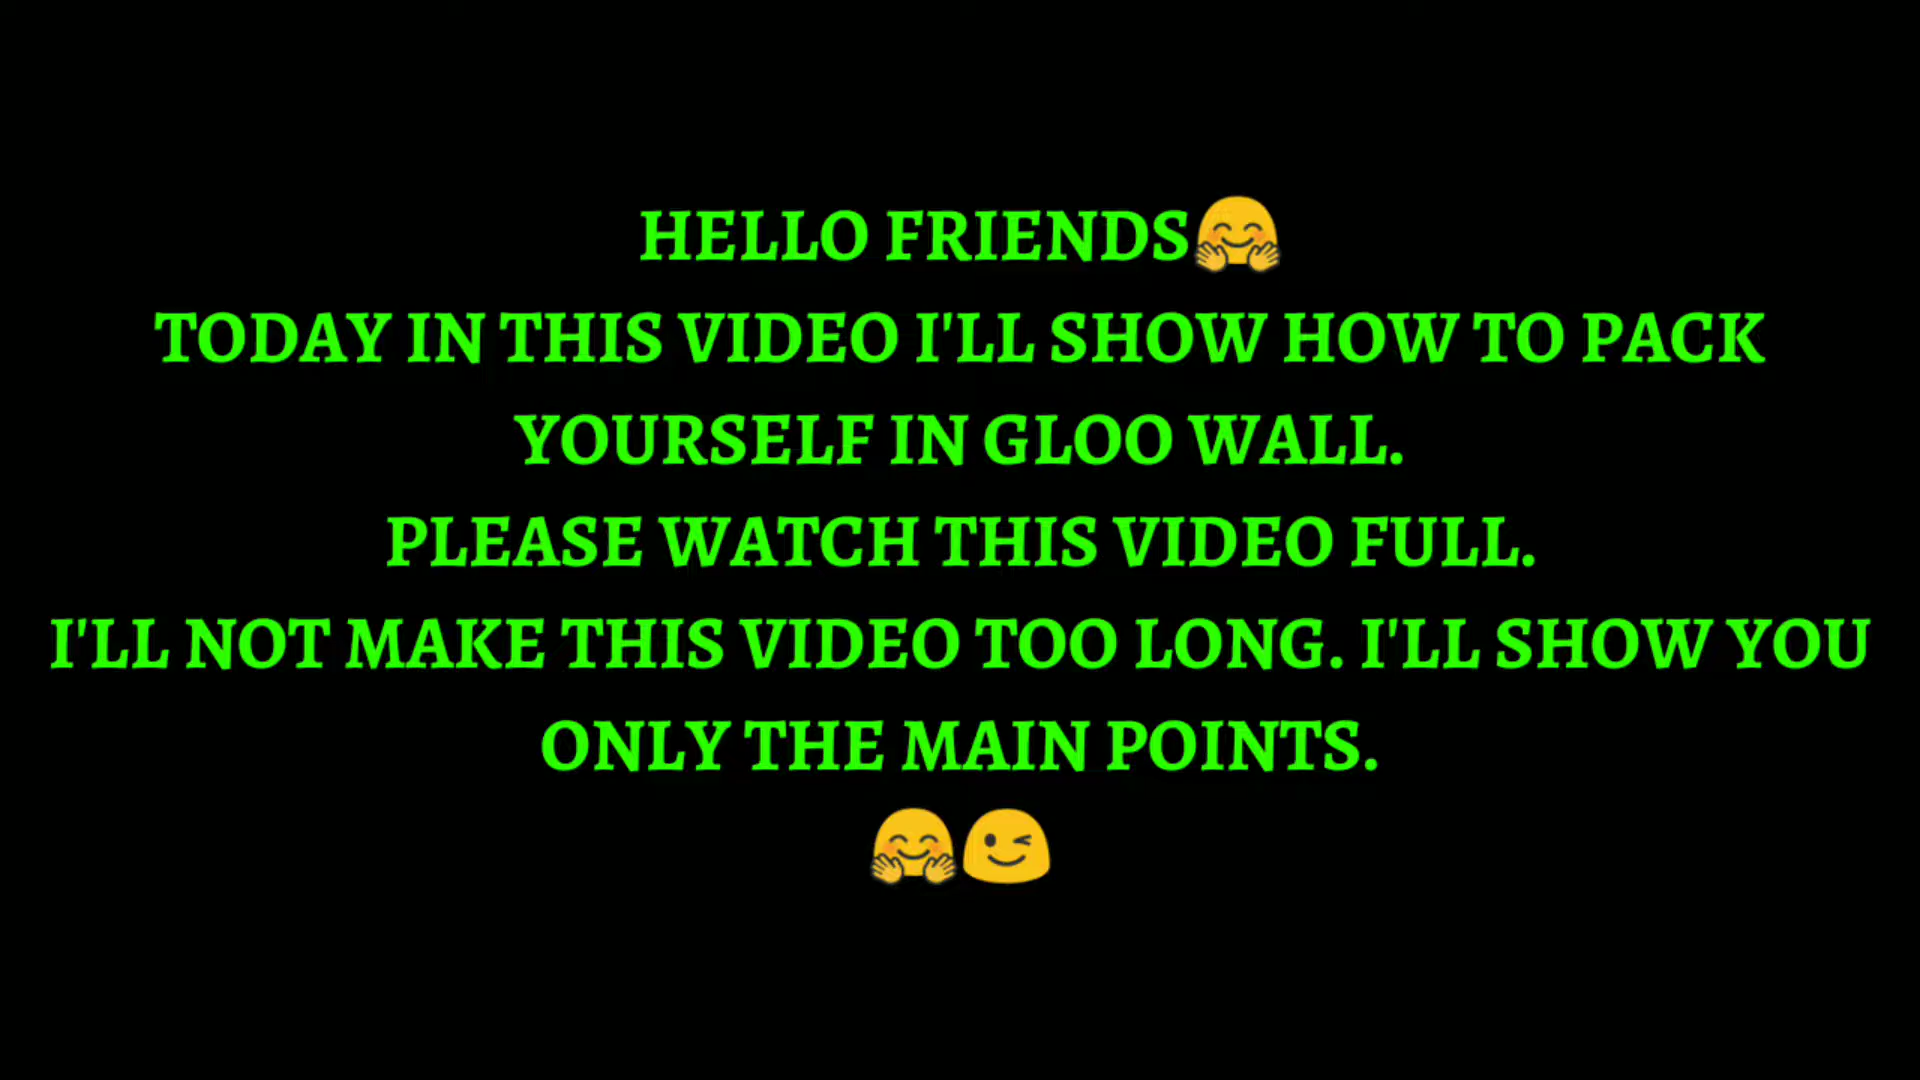 HELLO FRIENDS🤗
TODAY IN THIS VIDEO I'LL SHOW HOW TO PACK
YOURSELF IN GLOO WALL.
PLEASE WATCH THIS VIDEO FULL.
I'LL NOT MAKE THIS VIDEO TOO LONG. I'LL SHOW YOU
ONLY THE MAIN POINTS.
🤗😉